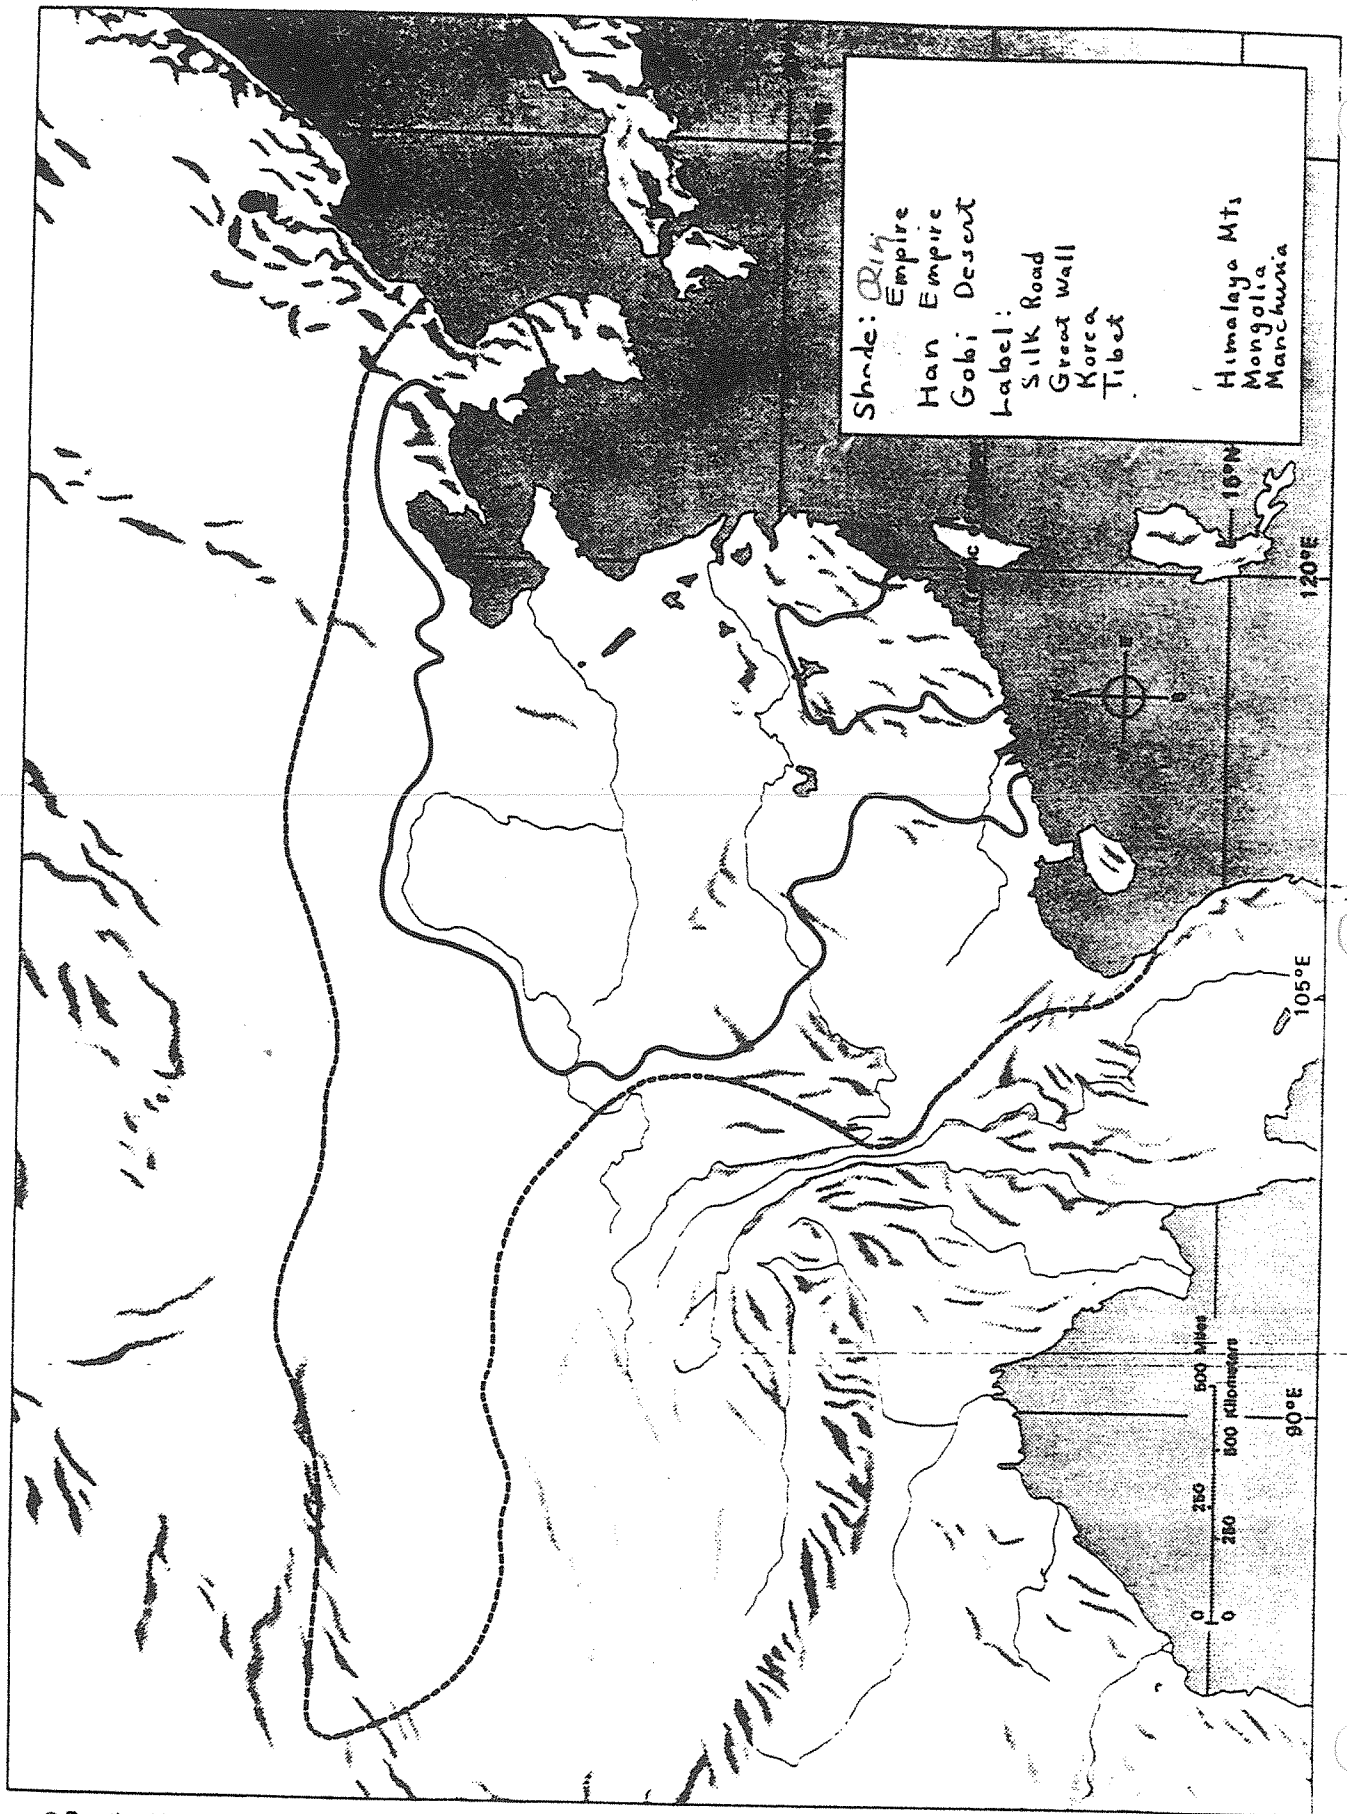 Shade: Qin
Empire
Han Empire
Gobi Desert
Label:
Silk Road
Great Wall
Korea
Tibet
Himalaya Mts
Mongolia
Manchuria
15°N
120°E
105°E
90°E
0 250 500 Miles
0 250 500 Kilometers